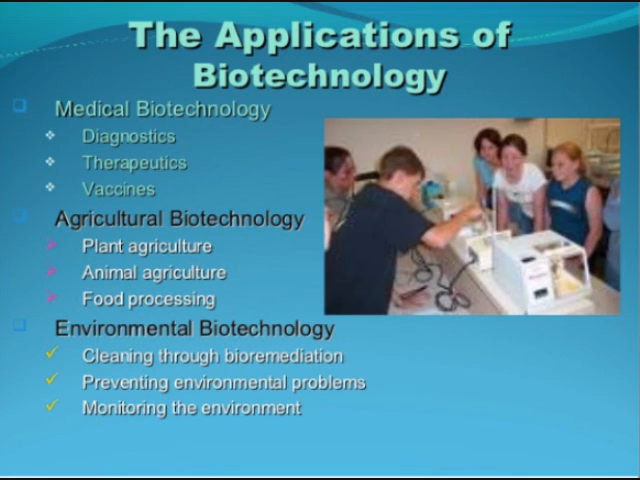 The Applications of
Biotechnology
Medical Biotechnology
Diagnostics
Therapeutics
Vaccines
Agricultural Biotechnology
Plant agriculture
Animal agriculture
Food processing
Environmental Biotechnology
Cleaning through bioremediation
Preventing environmental problems
Monitoring the environment